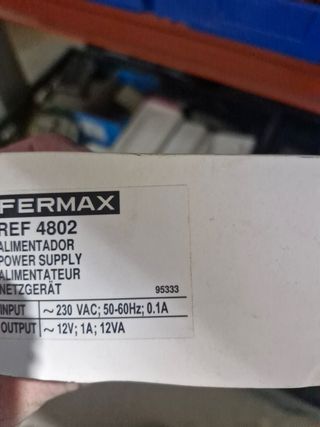 FERMAX
REF 4802
ALIMENTADOR
POWER SUPPLY
ALIMENTATEUR
NETZGERÄT 95333
INPUT ~ 230 VAC; 50-60Hz; 0.1A
OUTPUT ~ 12V; 1A; 12VA